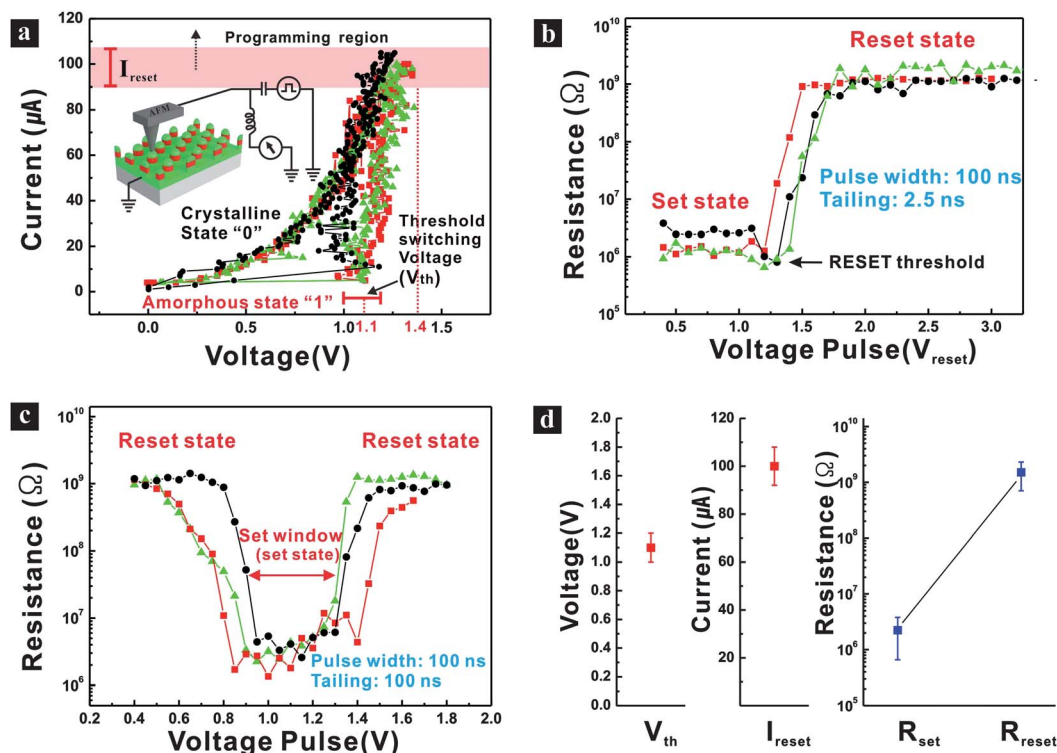 a
120
100
80
60
40
20
0
Current (μA)
Programming region
I_reset
AFM
Crystalline
State "0"
Threshold
switching
Voltage
(V_th)
Amorphous state "1"
0.0
0.5
1.0
1.1
1.4
1.5
Voltage(V)
b
10¹⁰
10⁹
10⁸
10⁷
10⁶
10⁵
Resistance (Ω)
Reset state
Set state
Pulse width: 100 ns
Tailing: 2.5 ns
RESET threshold
0.5
1.0
1.5
2.0
2.5
3.0
Voltage Pulse(V_reset)
c
10¹⁰
10⁹
10⁸
10⁷
10⁶
Resistance (Ω)
Reset state
Reset state
Set window
(set state)
Pulse width: 100 ns
Tailing: 100 ns
0.4
0.6
0.8
1.0
1.2
1.4
1.6
1.8
2.0
0.2
Voltage Pulse(V)
d
2.0
1.8
1.6
1.4
1.2
1.0
0.8
0.6
0.4
0.2
0.0
Voltage(V)
V_th
120
100
80
60
40
20
Current (μA)
I_reset
10¹⁰
10⁹
10⁸
10⁷
10⁶
10⁵
Resistance (Ω)
R_set
R_reset